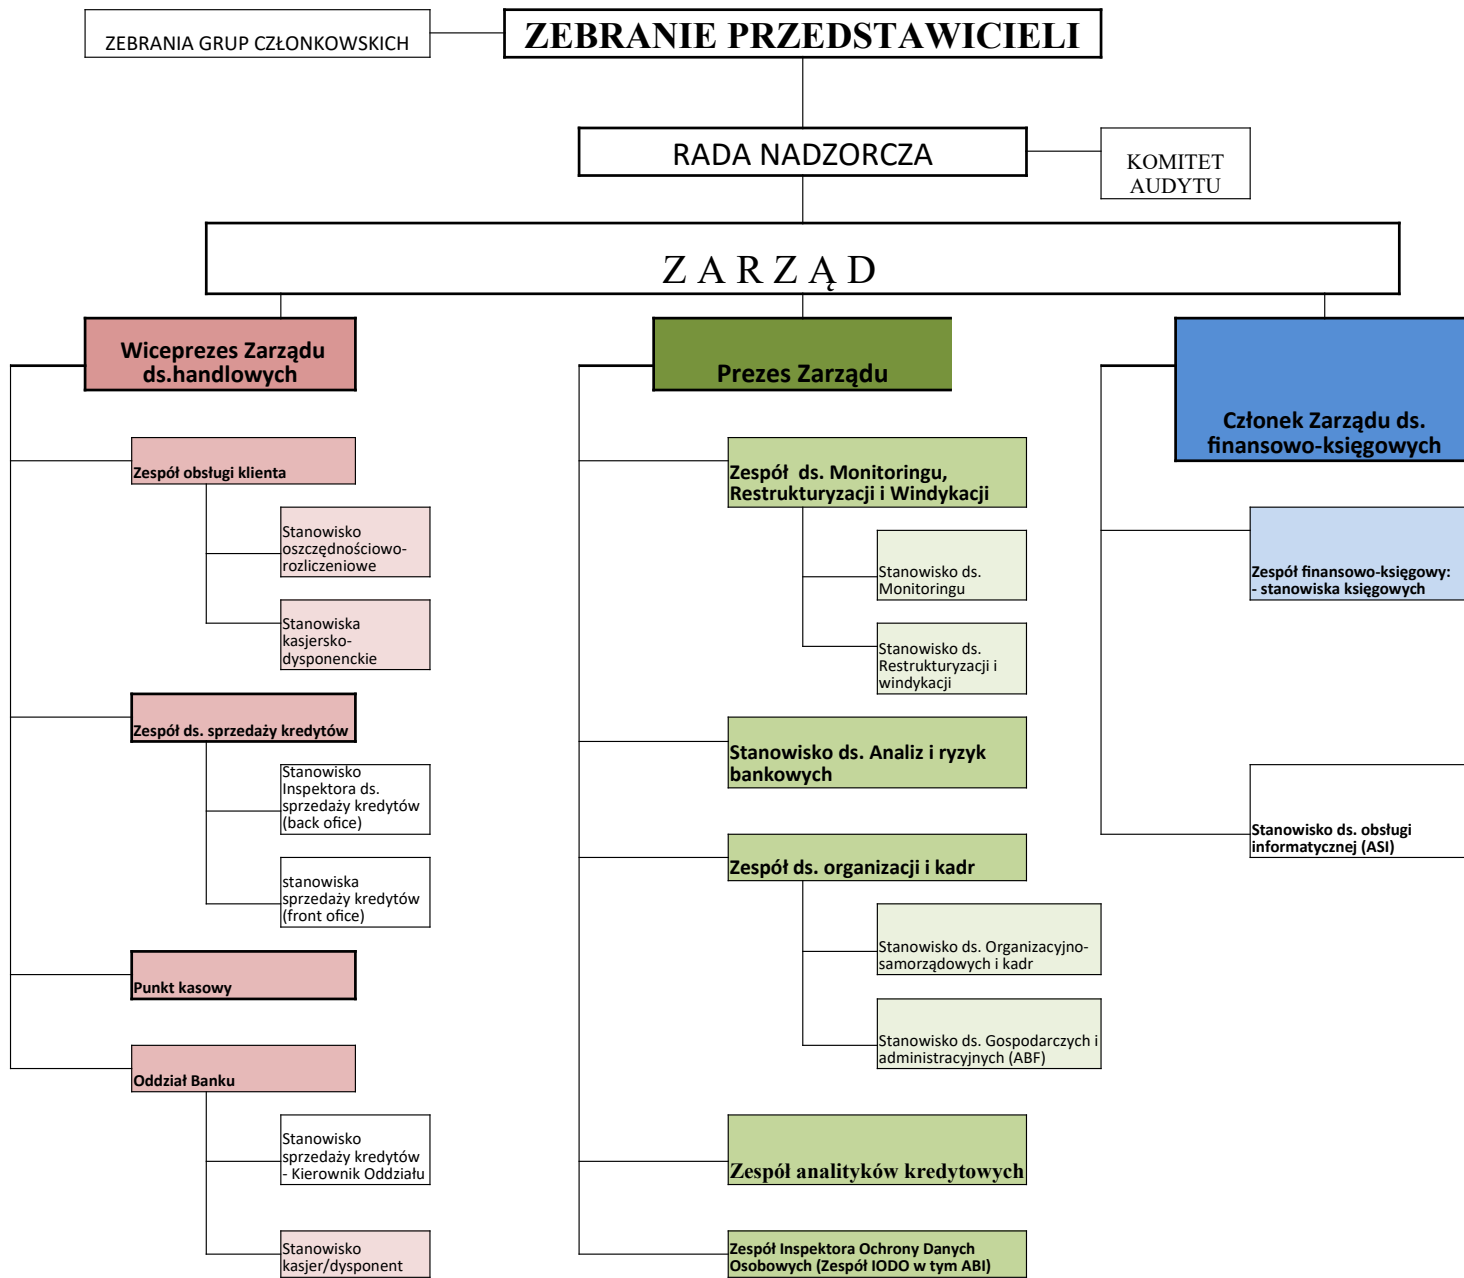 ZEBRANIA GRUP CZŁONKOWSKICH
ZEBRANIE PRZEDSTAWICIELI
RADA NADZORCZA
KOMITET
AUDYTU
Z A R Z Ą D
Wiceprezes Zarządu
ds.handlowych
Zespół obsługi klienta
Stanowisko
oszczędnościowo-
rozliczeniowe
Stanowiska
kasjersko-
dysponenckie
Zespół ds. sprzedaży kredytów
Stanowisko
Inspektora ds.
sprzedaży kredytów
(back ofice)
stanowiska
sprzedaży kredytów
(front ofice)
Punkt kasowy
Oddział Banku
Stanowisko
sprzedaży kredytów
- Kierownik Oddziału
Stanowisko
kasjer/dysponent
Prezes Zarządu
Zespół ds. Monitoringu,
Restrukturyzacji i Windykacji
Stanowisko ds.
Monitoringu
Stanowisko ds.
Restrukturyzacji i
windykacji
Stanowisko ds. Analiz i ryzyk
bankowych
Zespół ds. organizacji i kadr
Stanowisko ds. Organizacyjno-
samorządowych i kadr
Stanowisko ds. Gospodarczych i
administracyjnych (ABF)
Zespół analityków kredytowych
Zespół Inspektora Ochrony Danych
Osobowych (Zespół IODO w tym ABI)
Członek Zarządu ds.
finansowo-księgowych
Zespół finansowo-księgowy:
- stanowiska księgowych
Stanowisko ds. obsługi
informatycznej (ASI)